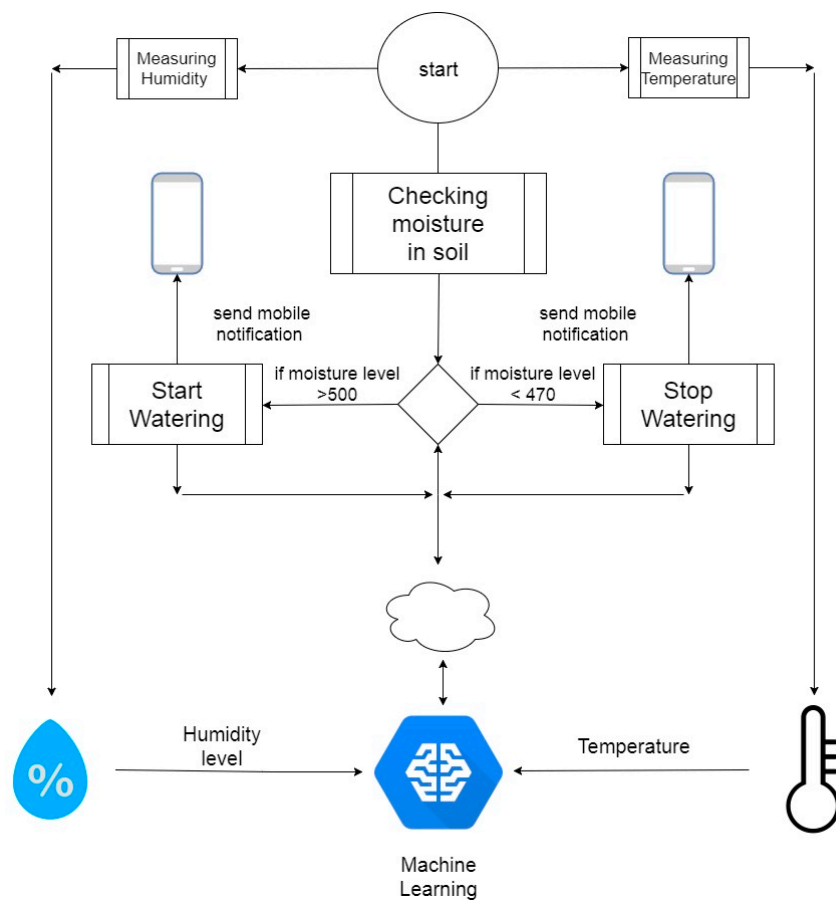 Measuring
Humidity
start
Measuring
Temperature
Checking
moisture
in soil
send mobile
notification
send mobile
notification
Start
Watering
if moisture level
>500
if moisture level
< 470
Stop
Watering
Humidity
level
%
Temperature
Machine
Learning